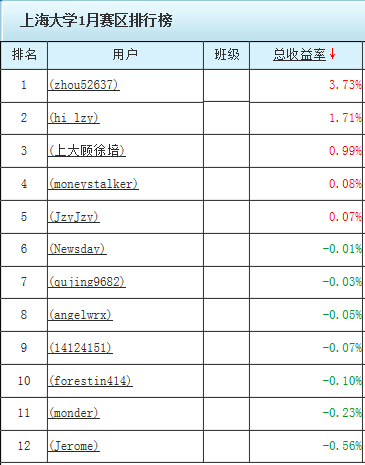 上海大学1月赛区排行榜
排名 用户 班级 总收益率↓
1 (zhou52637) 3.73%
2 (hi_lzy) 1.71%
3 (上大顾徐培) 0.99%
4 (moneystalker) 0.08%
5 (JzyJzy) 0.07%
6 (Newsday) -0.01%
7 (qujing9682) -0.03%
8 (angelwrx) -0.05%
9 (14124151) -0.07%
10 (forestin414) -0.10%
11 (monder) -0.23%
12 (Jerome) -0.56%